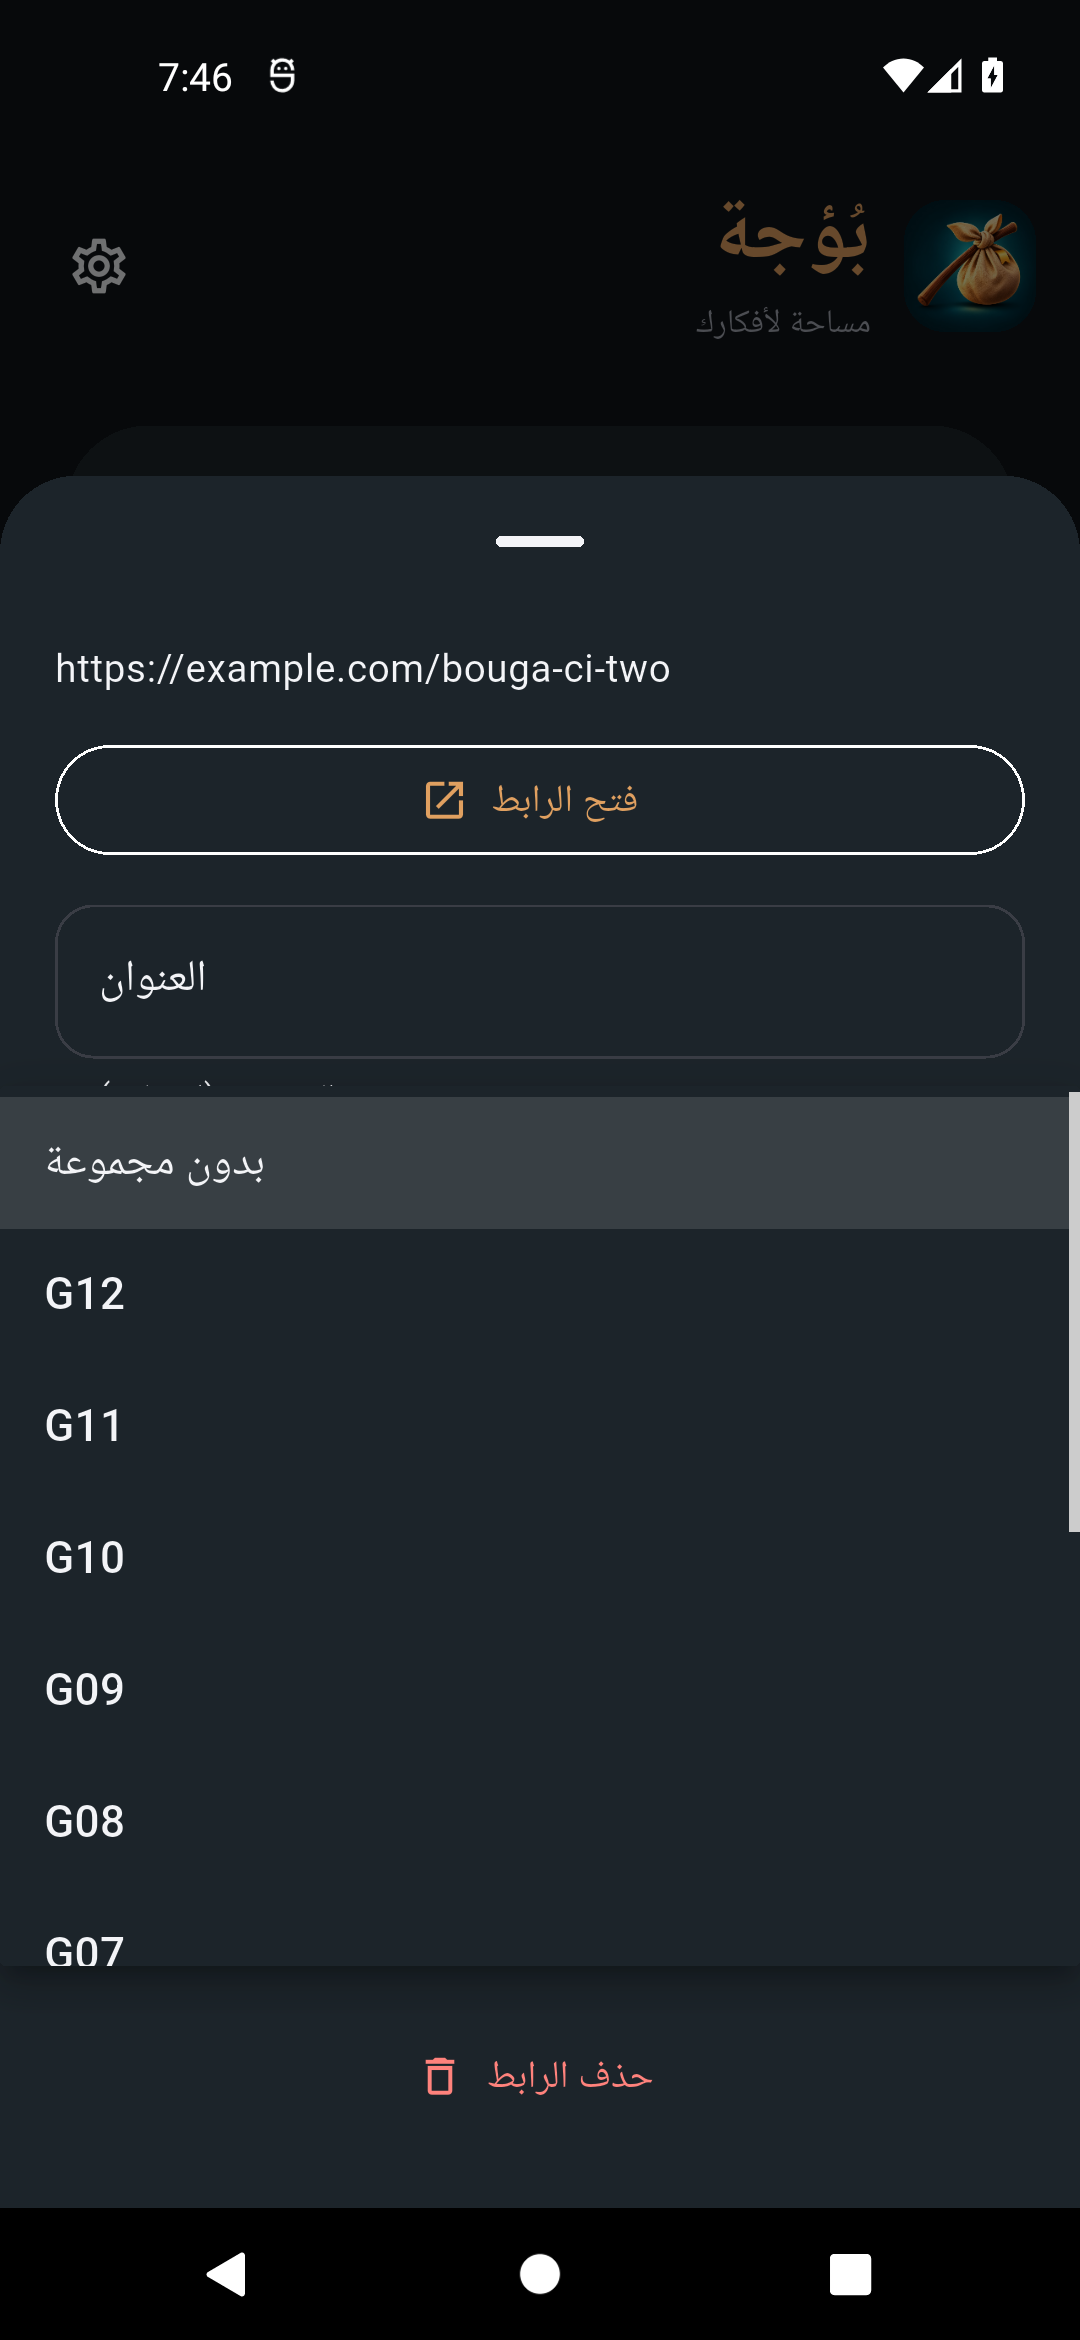 7:46
بُؤجة
مساحة لأفكارك
https://example.com/bouga-ci-two
فتح الرابط
العنوان
بدون مجموعة
G12
G11
G10
G09
G08
G07
حذف الرابط